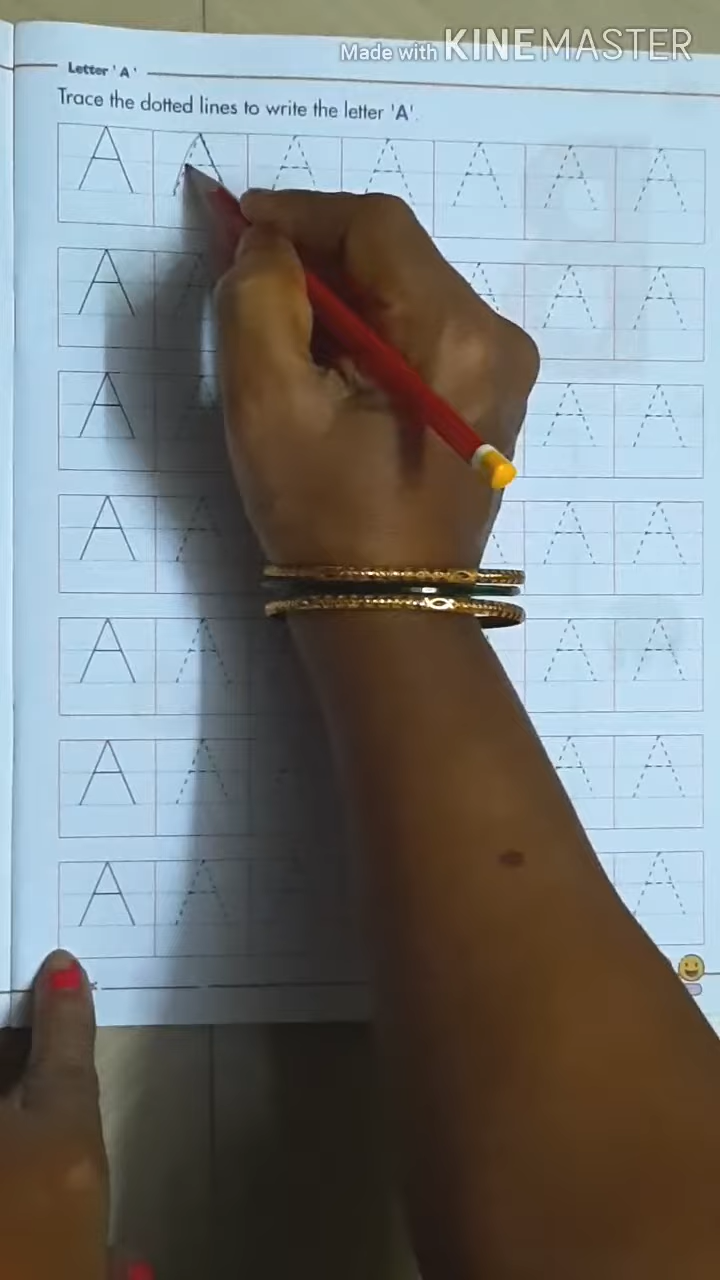 Made with KINEMASTER
Letter 'A'
Trace the dotted lines to write the letter 'A'.
A A A A A A A
A A A A A
A A A A
A A A A
A A A A
A A A A
A A A